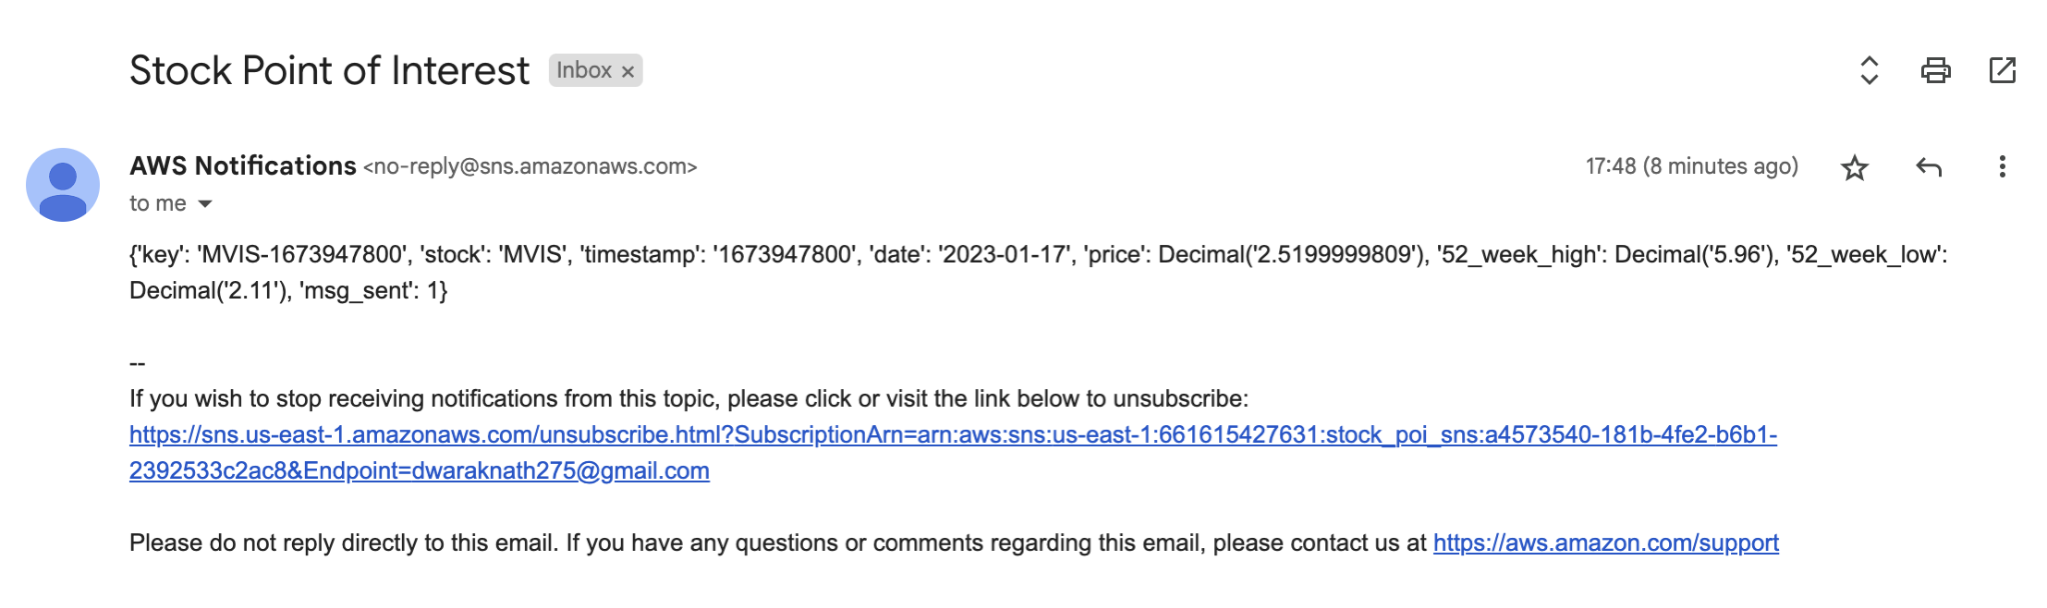 Stock Point of Interest Inbox ×
AWS Notifications <no-reply@sns.amazonaws.com> 17:48 (8 minutes ago)
to me
{'key': 'MVIS-1673947800', 'stock': 'MVIS', 'timestamp': '1673947800', 'date': '2023-01-17', 'price': Decimal('2.5199999809'), '52_week_high': Decimal('5.96'), '52_week_low':
Decimal('2.11'), 'msg_sent': 1}
--
If you wish to stop receiving notifications from this topic, please click or visit the link below to unsubscribe:
https://sns.us-east-1.amazonaws.com/unsubscribe.html?SubscriptionArn=arn:aws:sns:us-east-1:661615427631:stock_poi_sns:a4573540-181b-4fe2-b6b1-
2392533c2ac8&Endpoint=dwaraknath275@gmail.com
Please do not reply directly to this email. If you have any questions or comments regarding this email, please contact us at https://aws.amazon.com/support